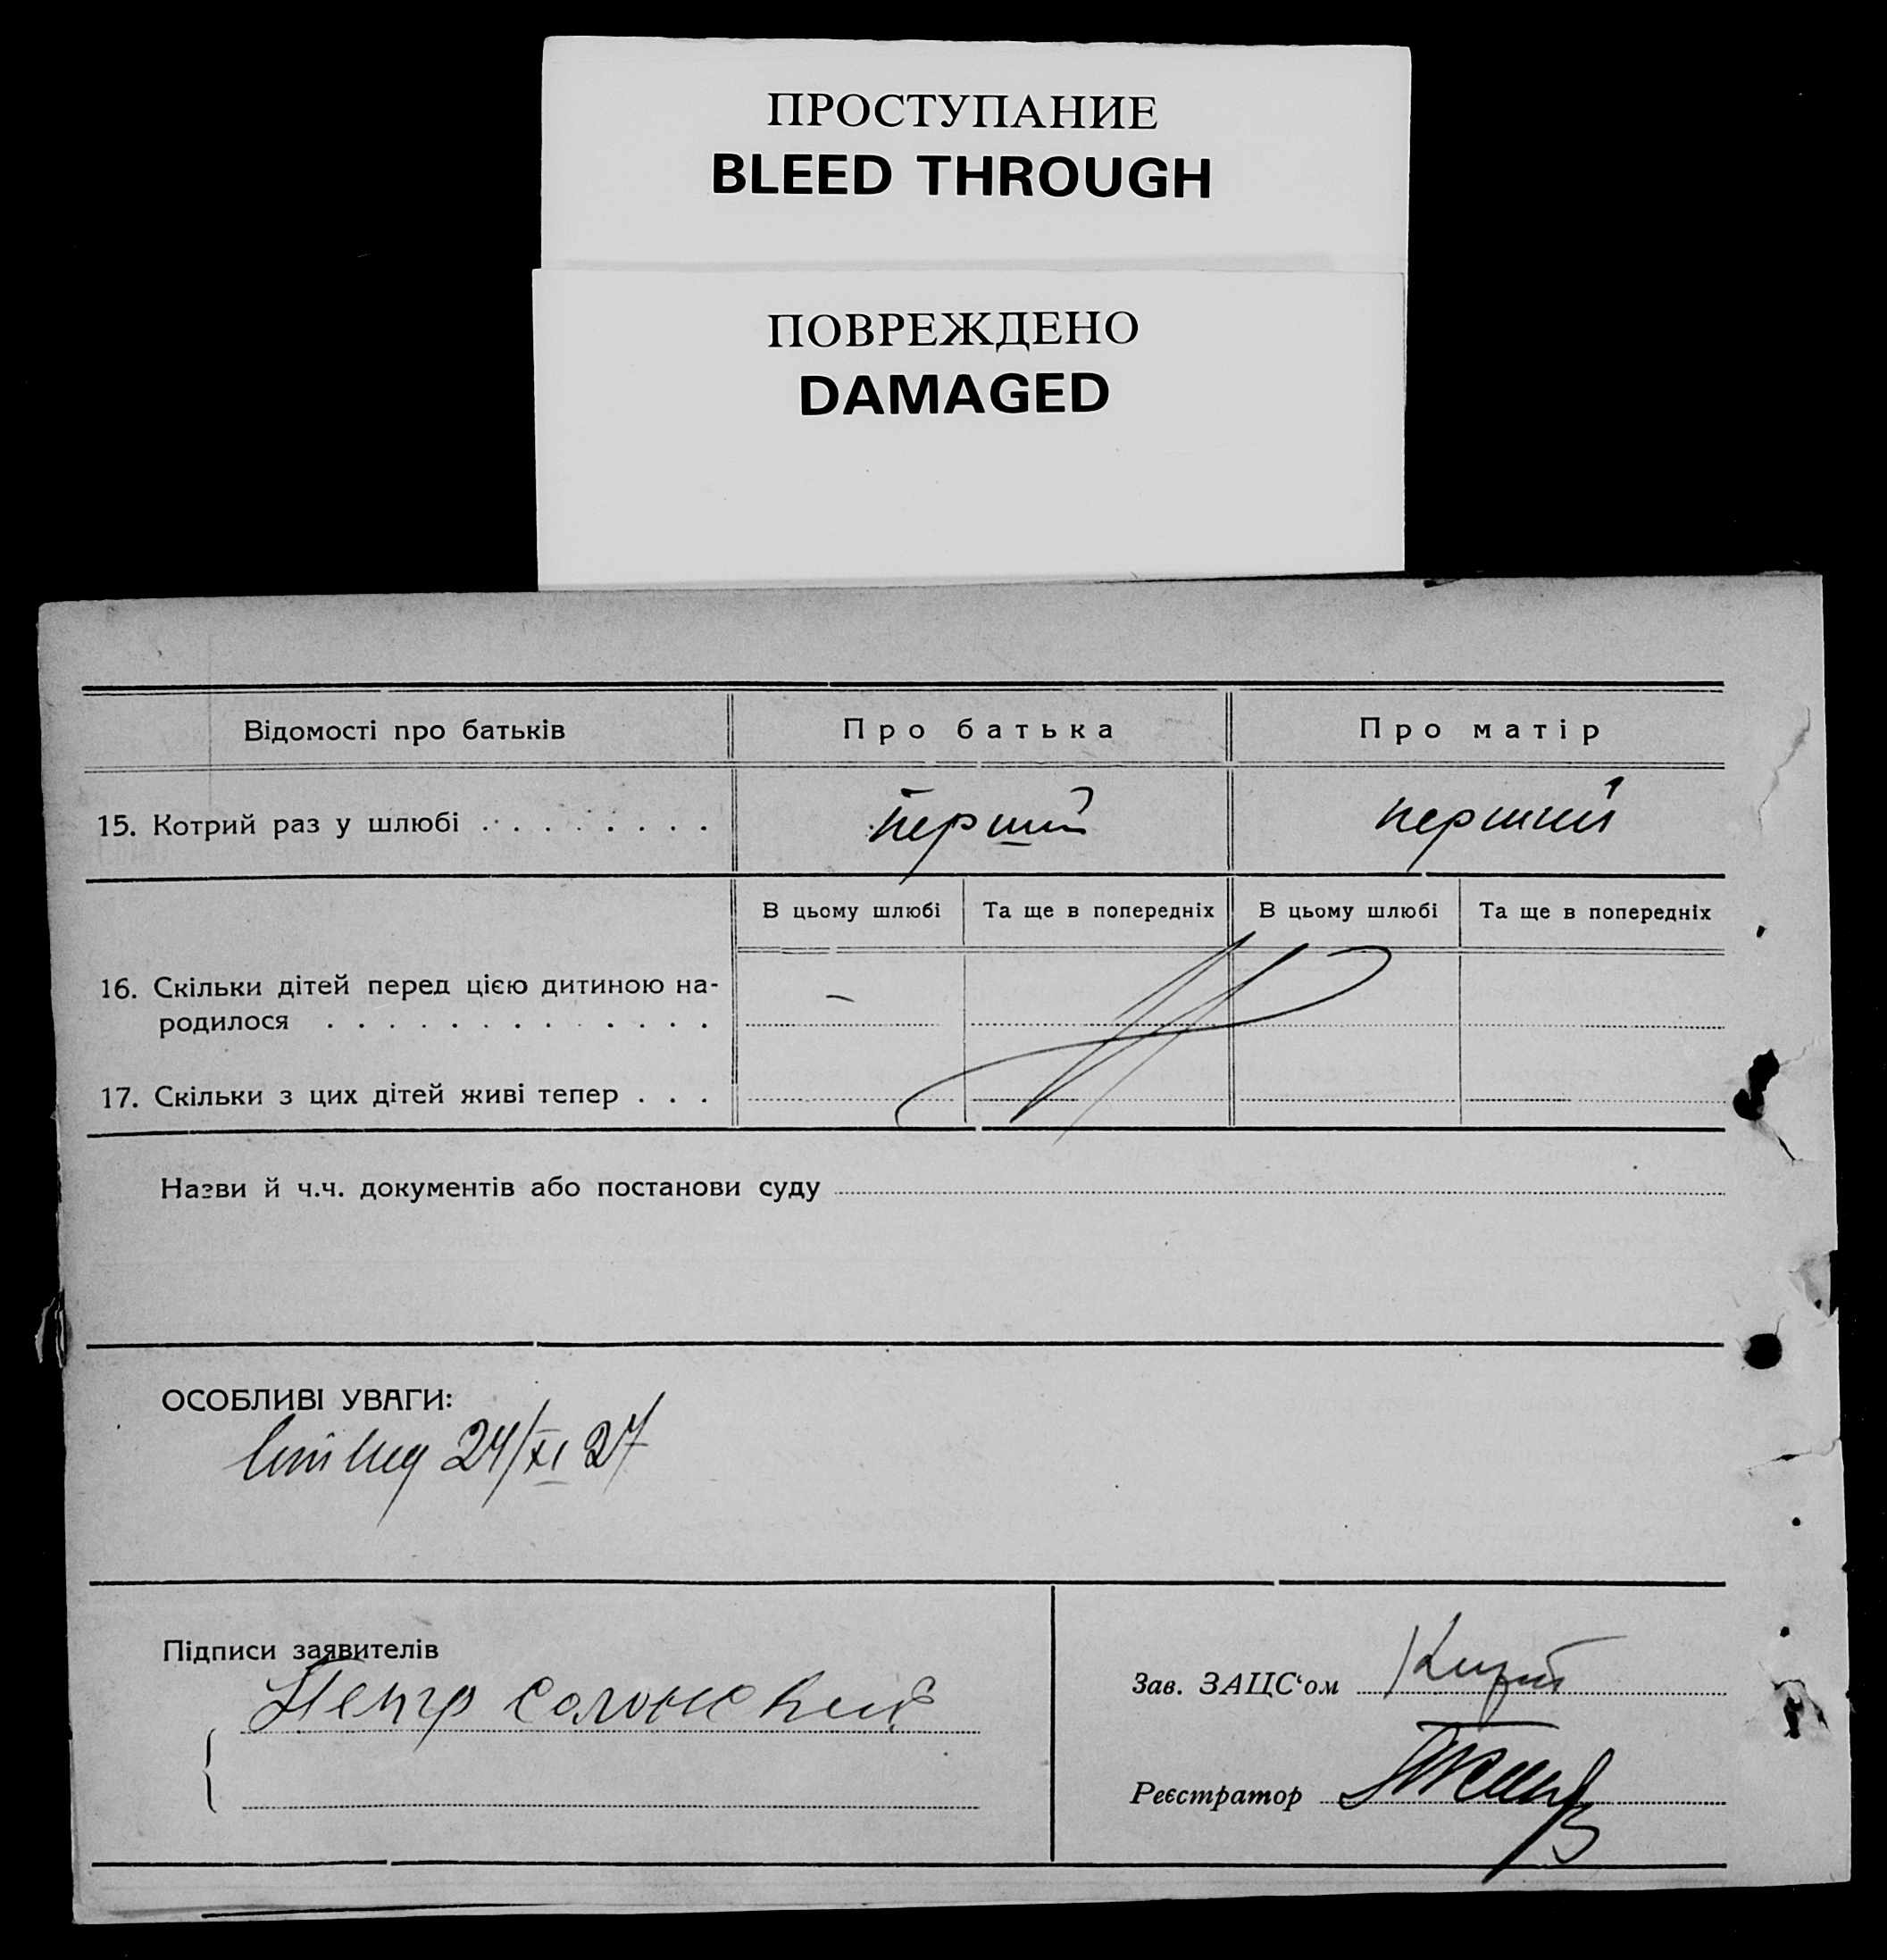 ПРОСТУПАНИЕ
BLEED THROUGH
ПОВРЕЖДЕНО
DAMAGED
Відомості про батьків
Про батька
Про матір
15. Котрий раз у шлюбі . . . . . . . .
перший
перший
В цьому шлюбі
Та ще в попередніх
В цьому шлюбі
Та ще в попередніх
16. Скільки дітей перед цією дитиною на-
родилося . . . . . . . . . . . . .
–
17. Скільки з цих дітей живі тепер . . .
Назви й ч.ч. документів або постанови суду
ОСОБЛИВІ УВАГИ:
24/XI 27
Підписи заявителів
Петр Солонский
Зав. ЗАЦС‘ом
Реєстратор